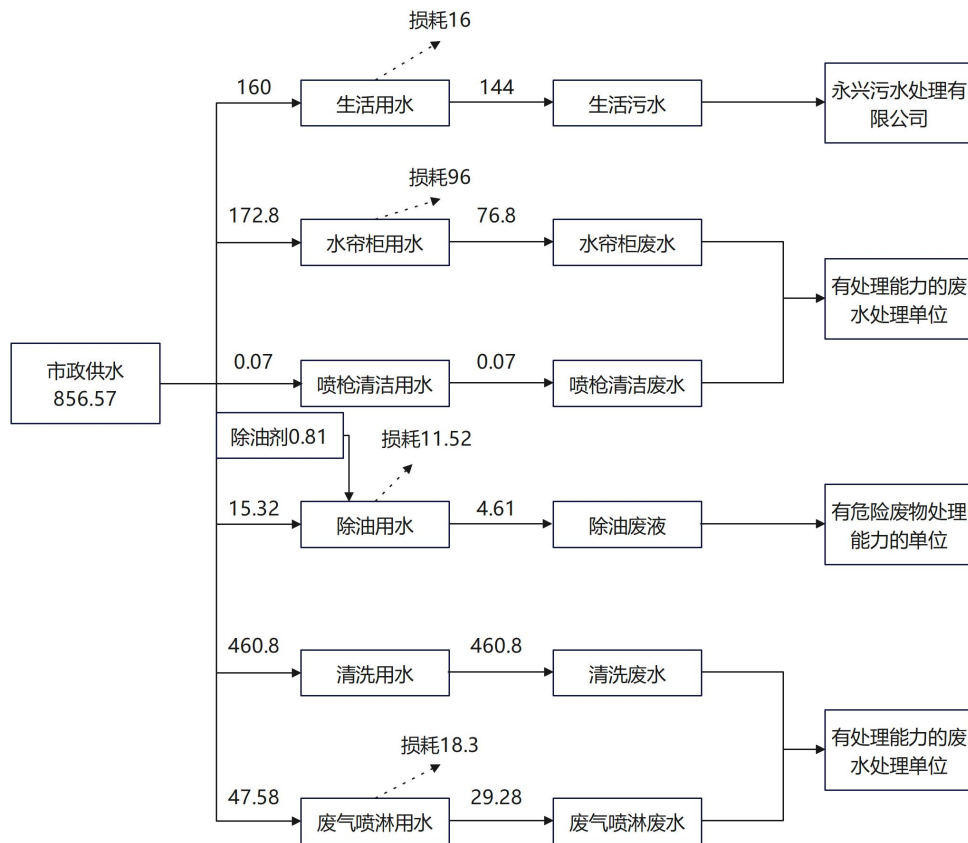 损耗16
160
生活用水
144
生活污水
永兴污水处理有
限公司
损耗96
172.8
水帘柜用水
76.8
水帘柜废水
有处理能力的废
水处理单位
市政供水
856.57
0.07
喷枪清洁用水
0.07
喷枪清洁废水
除油剂0.81
损耗11.52
15.32
除油用水
4.61
除油废液
有危险废物处理
能力的单位
460.8
清洗用水
460.8
清洗废水
有处理能力的废
水处理单位
损耗18.3
47.58
废气喷淋用水
29.28
废气喷淋废水